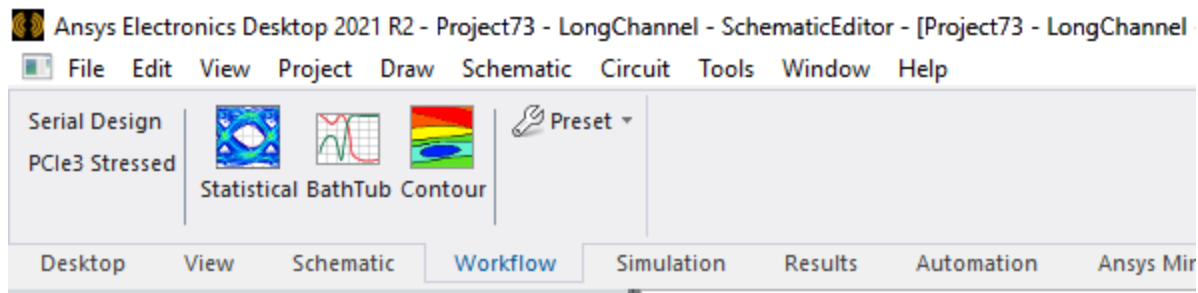 Ansys Electronics Desktop 2021 R2 - Project73 - LongChannel - SchematicEditor - [Project73 - LongChannel -
File Edit View Project Draw Schematic Circuit Tools Window Help
Serial Design
PCIe3 Stressed
Statistical BathTub Contour
Preset
Desktop View Schematic Workflow Simulation Results Automation Ansys